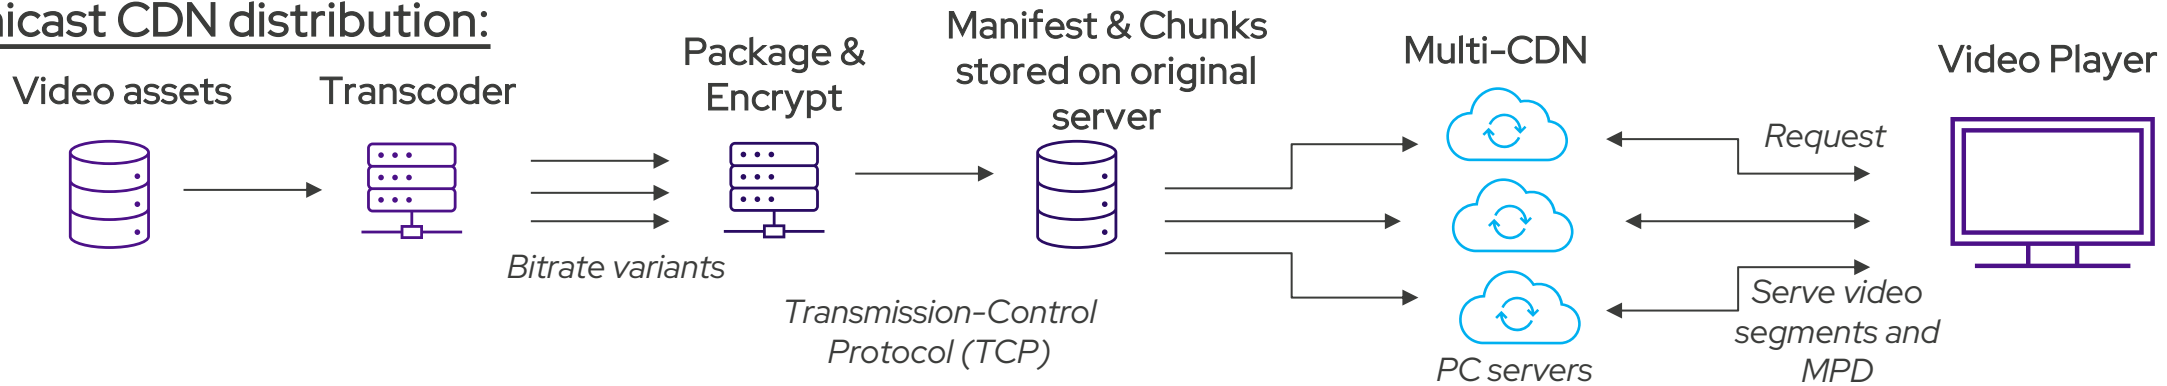 CDN distribution:
Video assets
Transcoder
Package &
Encrypt
Manifest & Chunks
stored on original
server
Multi-CDN
Video Player
Request
Bitrate variants
Transmission-Control
Protocol (TCP)
Serve video
segments and
MPD
PC servers